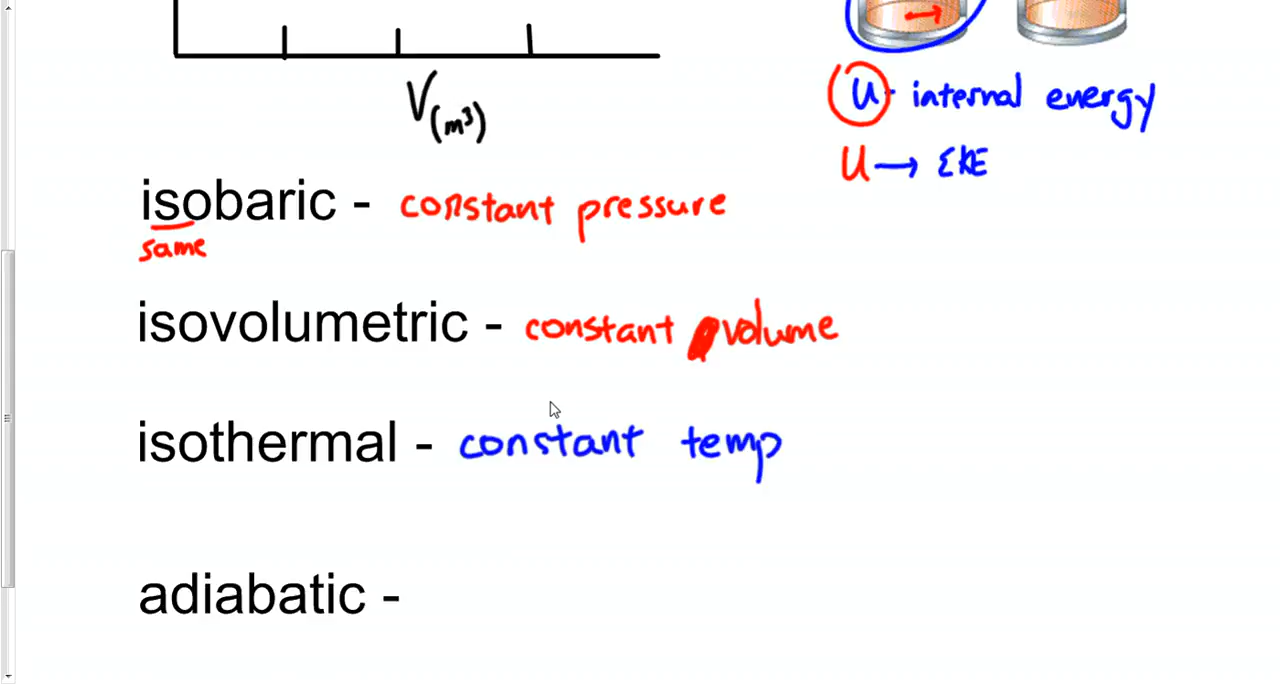 V(m³)
U - internal energy
U → ΣKE
isobaric - constant pressure
same
isovolumetric - constant volume
isothermal - constant temp
adiabatic -